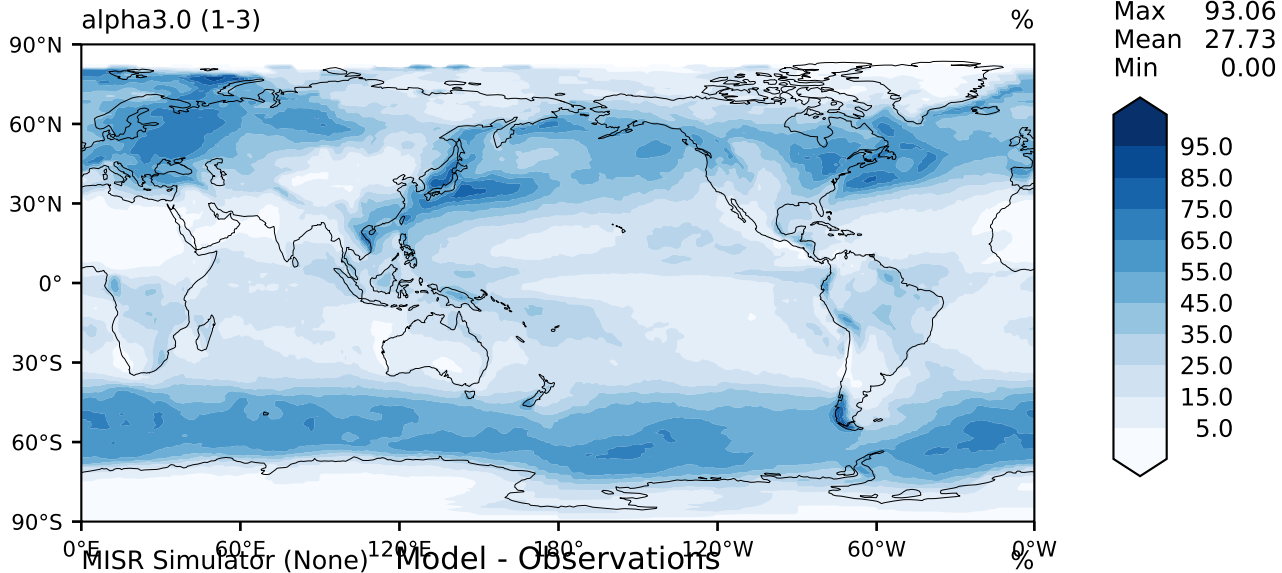 alpha3.0 (1-3)
%
Max 93.06
Mean 27.73
Min 0.00
90°N
60°N
30°N
0°
30°S
60°S
90°S
0°E 60°E 120°E 180° 120°W 60°W 0°W
95.0
85.0
75.0
65.0
55.0
45.0
35.0
25.0
15.0
5.0
MISR Simulator (None)
Model - Observations
%